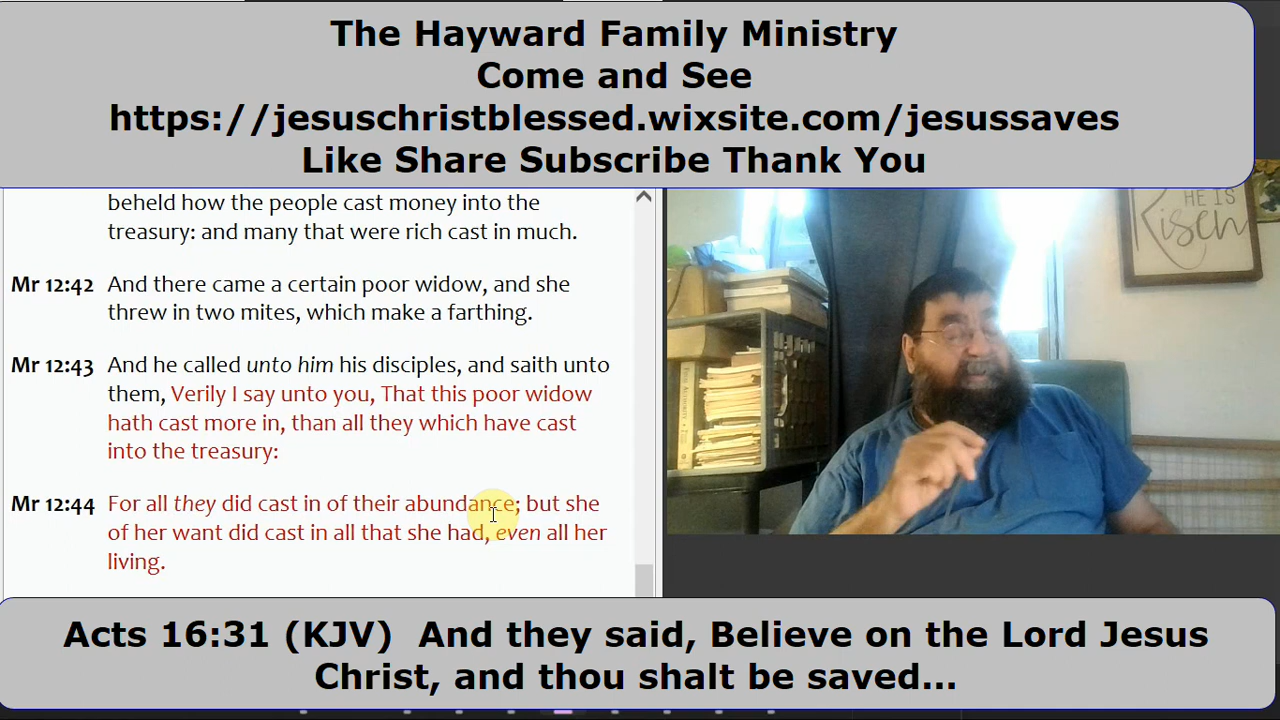 The Hayward Family Ministry
Come and See
https://jesuschristblessed.wixsite.com/jesussaves
Like Share Subscribe Thank You
beheld how the people cast money into the
treasury: and many that were rich cast in much.
Mr 12:42 And there came a certain poor widow, and she
threw in two mites, which make a farthing.
Mr 12:43 And he called unto him his disciples, and saith unto
them, Verily I say unto you, That this poor widow
hath cast more in, than all they which have cast
into the treasury:
Mr 12:44 For all they did cast in of their abundance; but she
of her want did cast in all that she had, even all her
living.
HE IS
Risen
Acts 16:31 (KJV) And they said, Believe on the Lord Jesus
Christ, and thou shalt be saved...